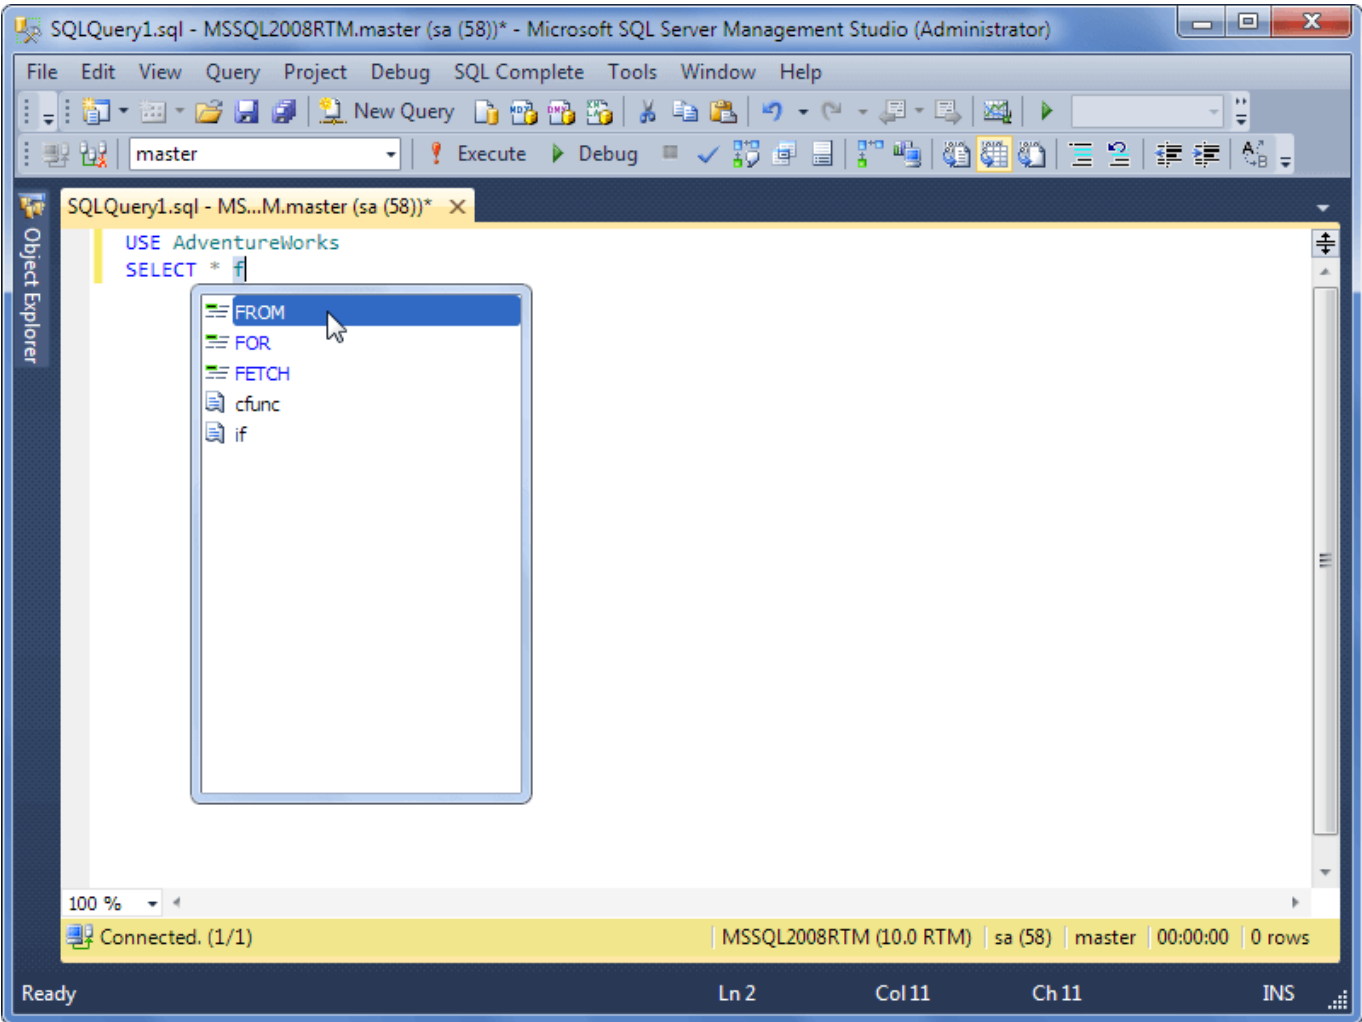 SQLQuery1.sql - MSSQL2008RTM.master (sa (58))* - Microsoft SQL Server Management Studio (Administrator)
File Edit View Query Project Debug SQL Complete Tools Window Help
New Query
master Execute Debug
SQLQuery1.sql - MS...M.master (sa (58))*
Object Explorer
USE AdventureWorks
SELECT * f
FROM
FOR
FETCH
cfunc
if
100 %
Connected. (1/1) MSSQL2008RTM (10.0 RTM) sa (58) master 00:00:00 0 rows
Ready Ln 2 Col 11 Ch 11 INS